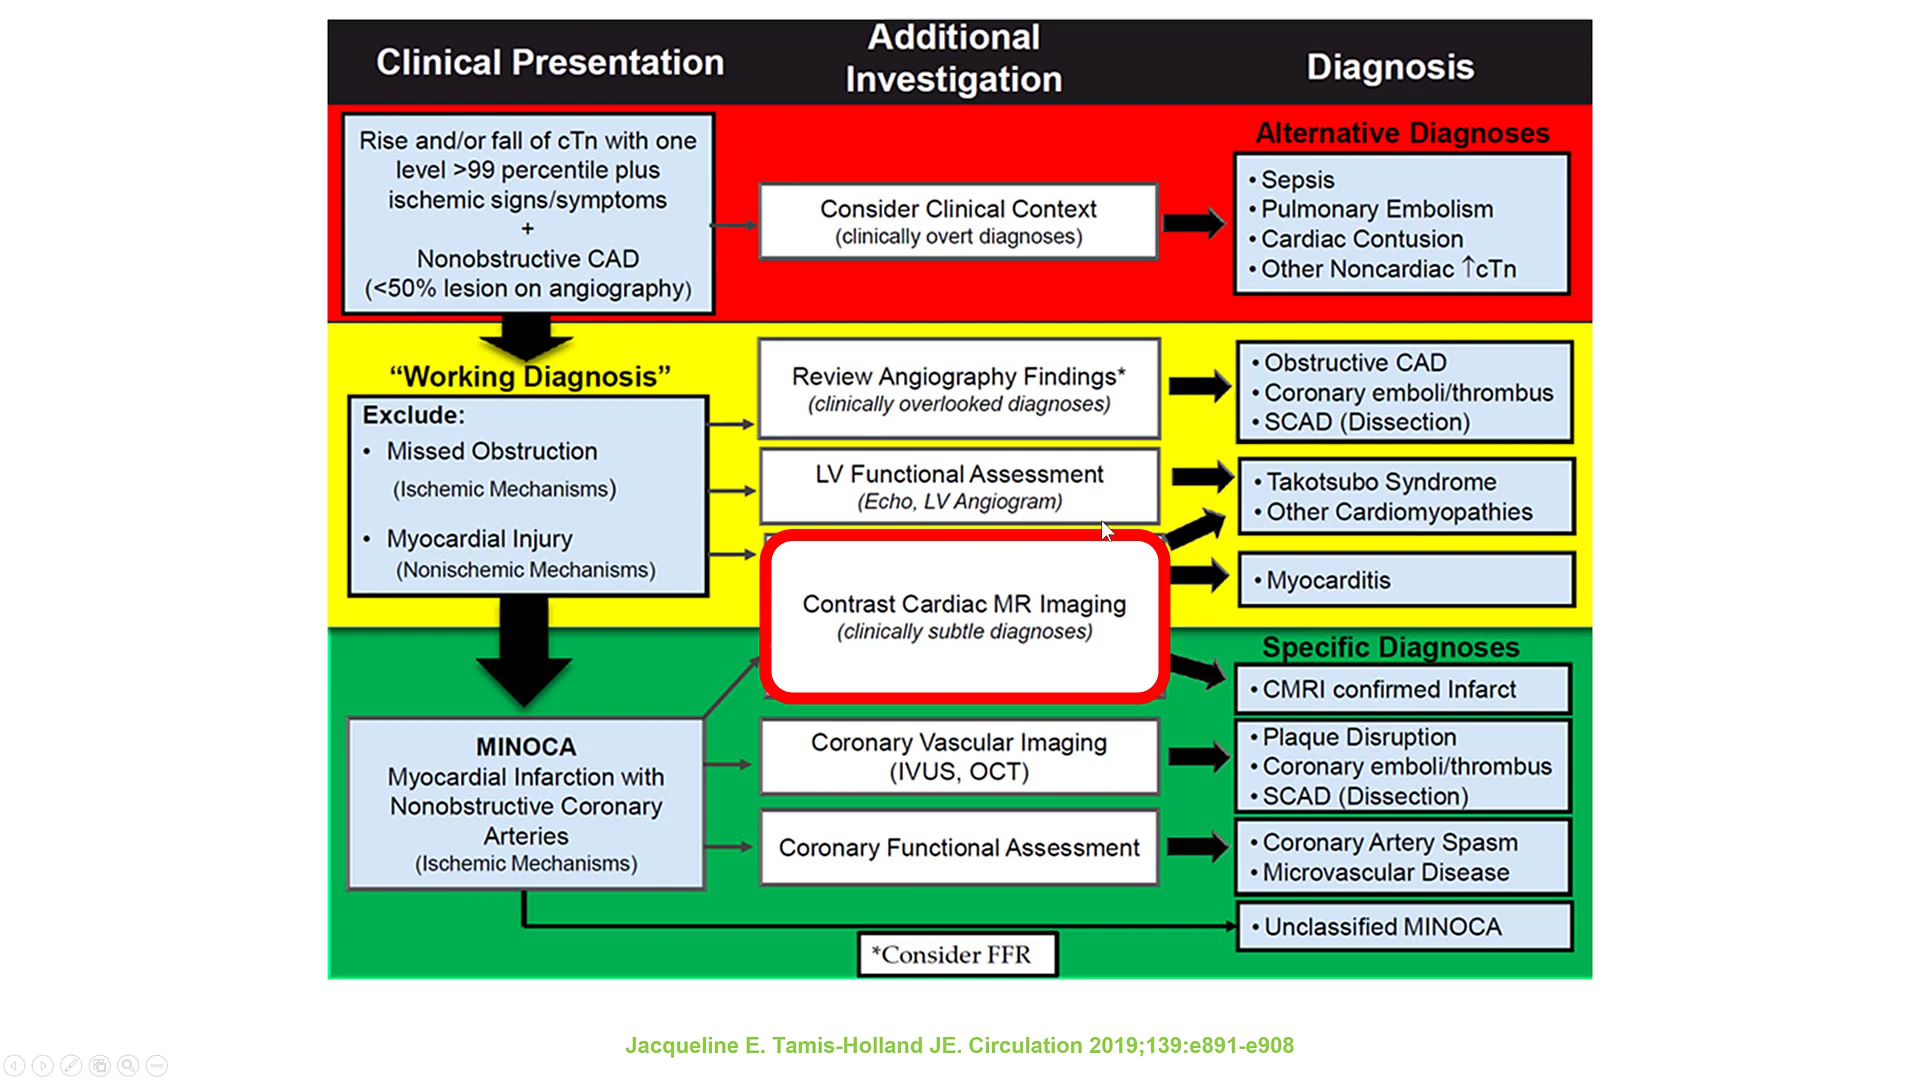 Clinical Presentation
Additional
Investigation
Diagnosis
Rise and/or fall of cTn with one
level >99 percentile plus
ischemic signs/symptoms
+
Nonobstructive CAD
(<50% lesion on angiography)
Consider Clinical Context
(clinically overt diagnoses)
Alternative Diagnoses
• Sepsis
• Pulmonary Embolism
• Cardiac Contusion
• Other Noncardiac ↑cTn
“Working Diagnosis”
Exclude:
• Missed Obstruction
(Ischemic Mechanisms)
• Myocardial Injury
(Nonischemic Mechanisms)
Review Angiography Findings*
(clinically overlooked diagnoses)
• Obstructive CAD
• Coronary emboli/thrombus
• SCAD (Dissection)
LV Functional Assessment
(Echo, LV Angiogram)
• Takotsubo Syndrome
• Other Cardiomyopathies
Contrast Cardiac MR Imaging
(clinically subtle diagnoses)
• Myocarditis
Specific Diagnoses
• CMRI confirmed Infarct
MINOCA
Myocardial Infarction with
Nonobstructive Coronary
Arteries
(Ischemic Mechanisms)
Coronary Vascular Imaging
(IVUS, OCT)
• Plaque Disruption
• Coronary emboli/thrombus
• SCAD (Dissection)
Coronary Functional Assessment
• Coronary Artery Spasm
• Microvascular Disease
• Unclassified MINOCA
*Consider FFR
Jacqueline E. Tamis-Holland JE. Circulation 2019;139:e891-e908